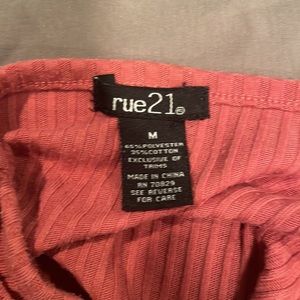 rue21®
M
65%POLYESTER
35%COTTON
EXCLUSIVE OF
TRIMS
MADE IN CHINA
RN 70829
SEE REVERSE
FOR CARE